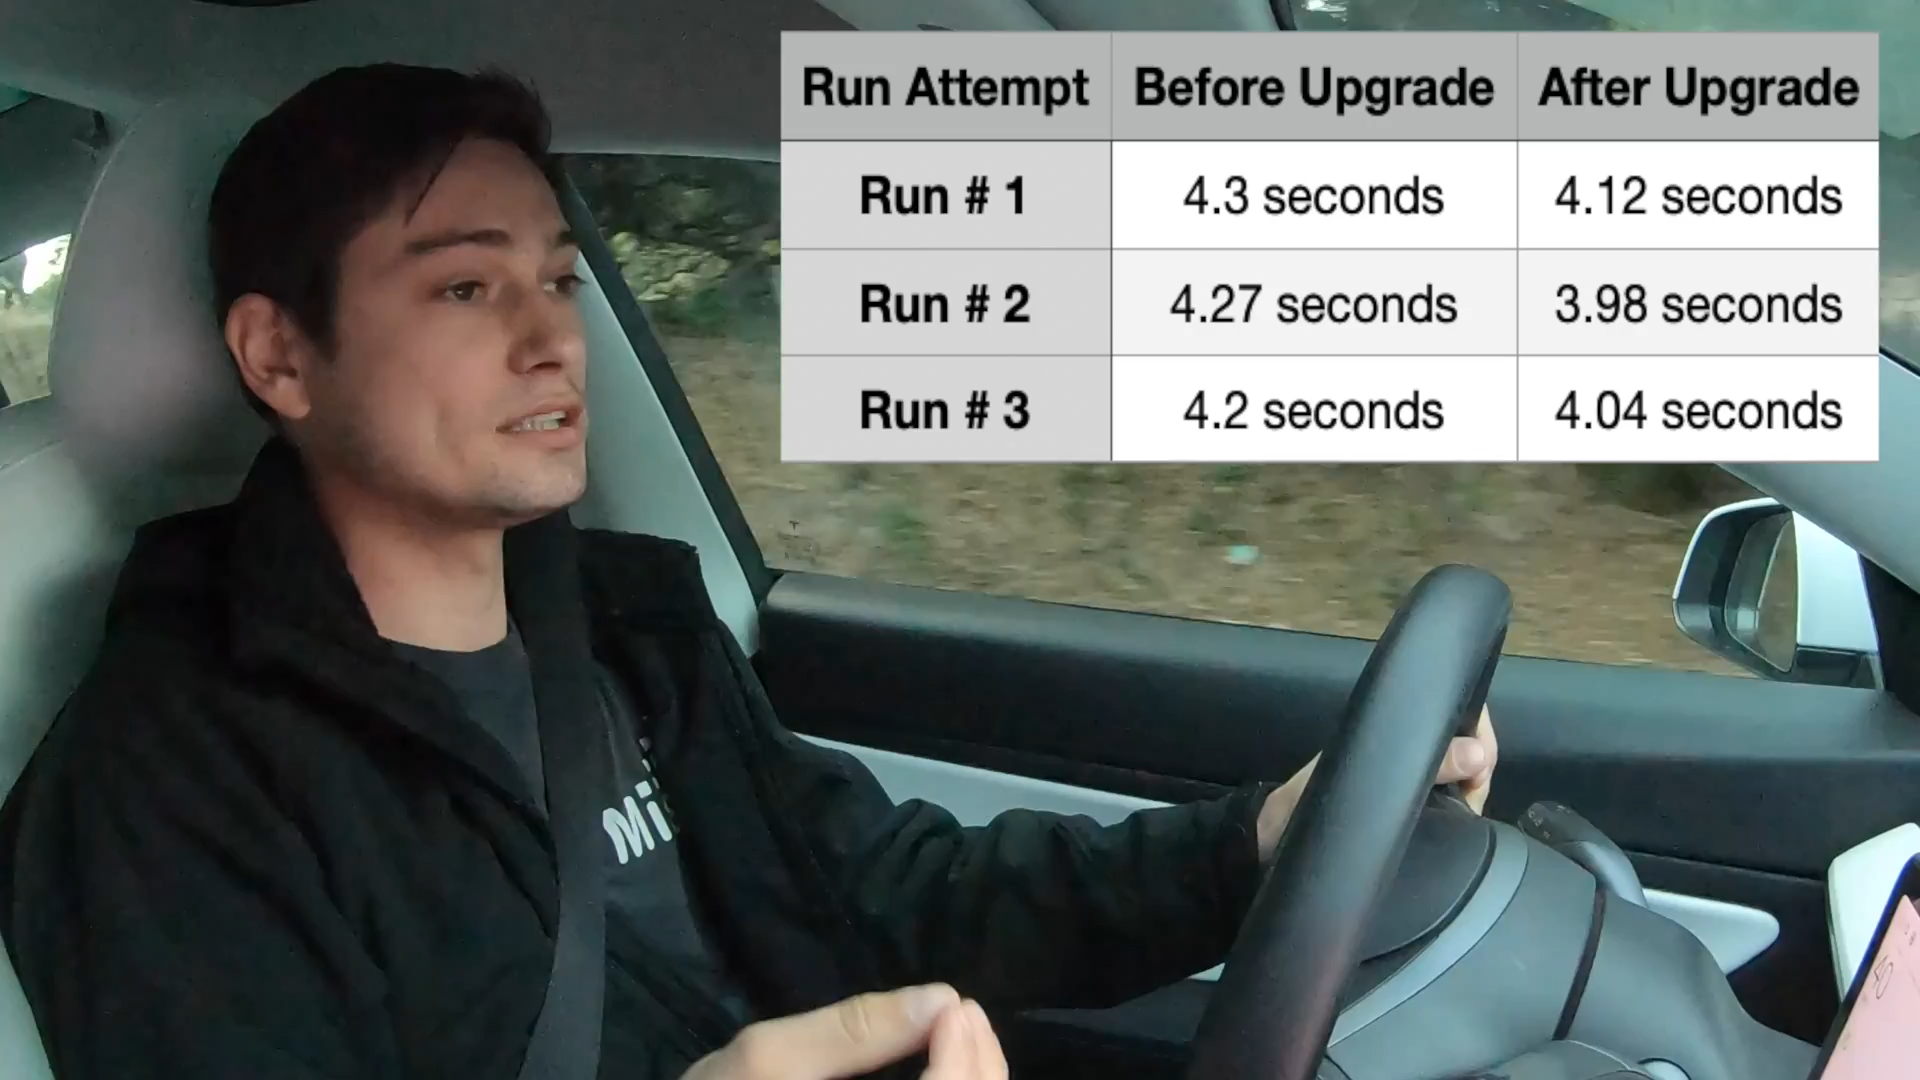 Run Attempt Before Upgrade After Upgrade
Run # 1 4.3 seconds 4.12 seconds
Run # 2 4.27 seconds 3.98 seconds
Run # 3 4.2 seconds 4.04 seconds
Mi